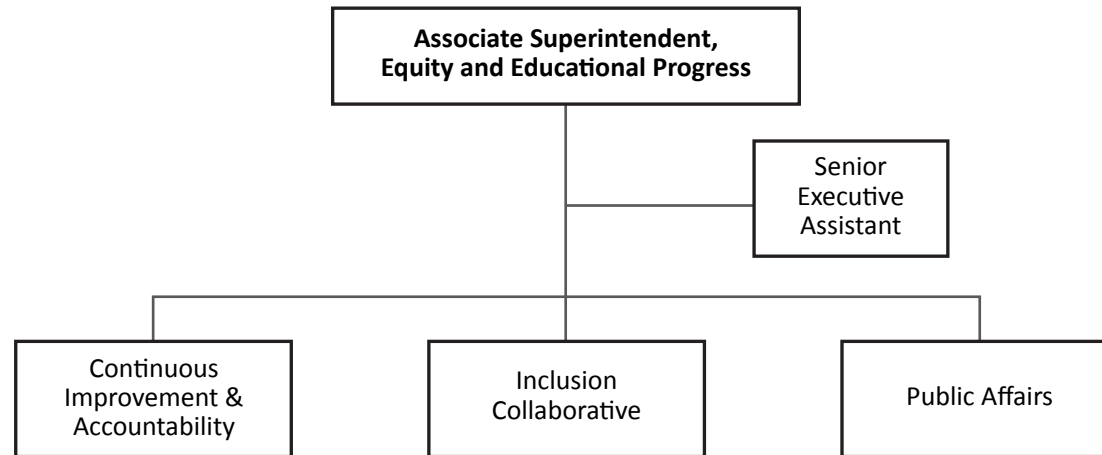 Associate Superintendent,
Equity and Educational Progress
Senior
Executive
Assistant
Continuous
Improvement &
Accountability
Inclusion
Collaborative
Public Affairs